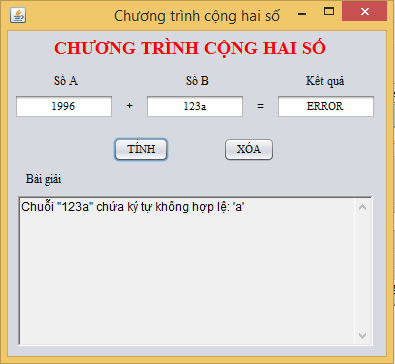 Chương trình cộng hai số
CHƯƠNG TRÌNH CỘNG HAI SỐ
Số A Số B Kết quả
1996 + 123a = ERROR
TÍNH XÓA
Bài giải
Chuỗi "123a" chứa ký tự không hợp lệ: 'a'